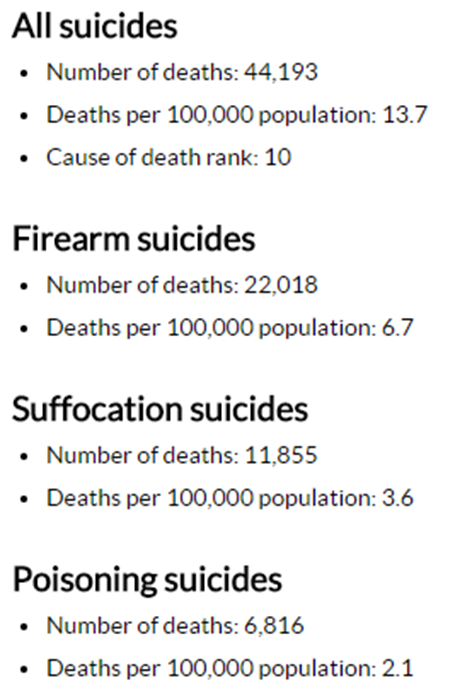 All suicides
• Number of deaths: 44,193
• Deaths per 100,000 population: 13.7
• Cause of death rank: 10
Firearm suicides
• Number of deaths: 22,018
• Deaths per 100,000 population: 6.7
Suffocation suicides
• Number of deaths: 11,855
• Deaths per 100,000 population: 3.6
Poisoning suicides
• Number of deaths: 6,816
• Deaths per 100,000 population: 2.1